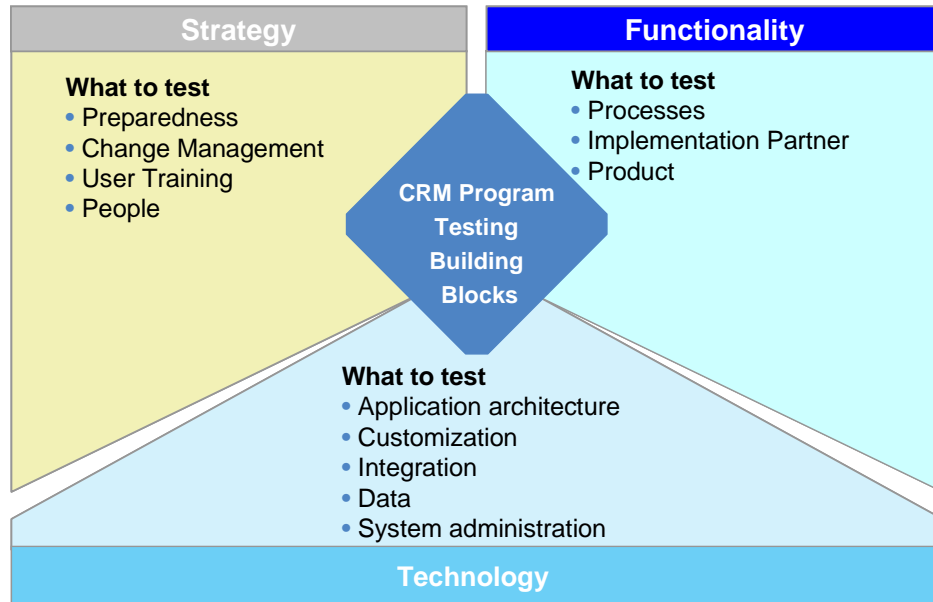 Strategy
What to test
• Preparedness
• Change Management
• User Training
• People
Functionality
What to test
• Processes
• Implementation Partner
• Product
CRM Program
Testing
Building
Blocks
What to test
• Application architecture
• Customization
• Integration
• Data
• System administration
Technology